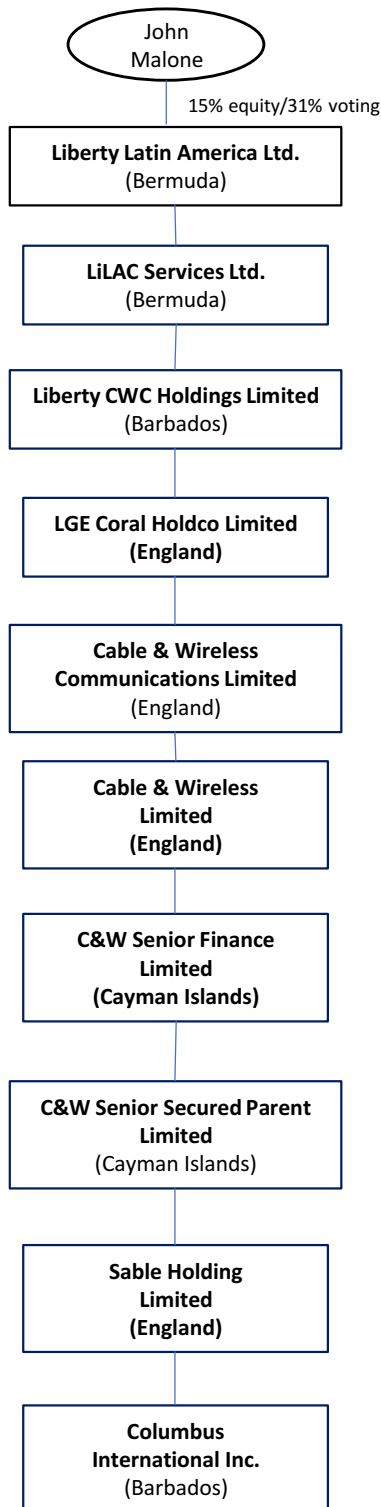 John
Malone
15% equity/31% voting
Liberty Latin America Ltd.
(Bermuda)
LiLAC Services Ltd.
(Bermuda)
Liberty CWC Holdings Limited
(Barbados)
LGE Coral Holdco Limited
(England)
Cable & Wireless
Communications Limited
(England)
Cable & Wireless
Limited
(England)
C&W Senior Finance
Limited
(Cayman Islands)
C&W Senior Secured Parent
Limited
(Cayman Islands)
Sable Holding
Limited
(England)
Columbus
International Inc.
(Barbados)